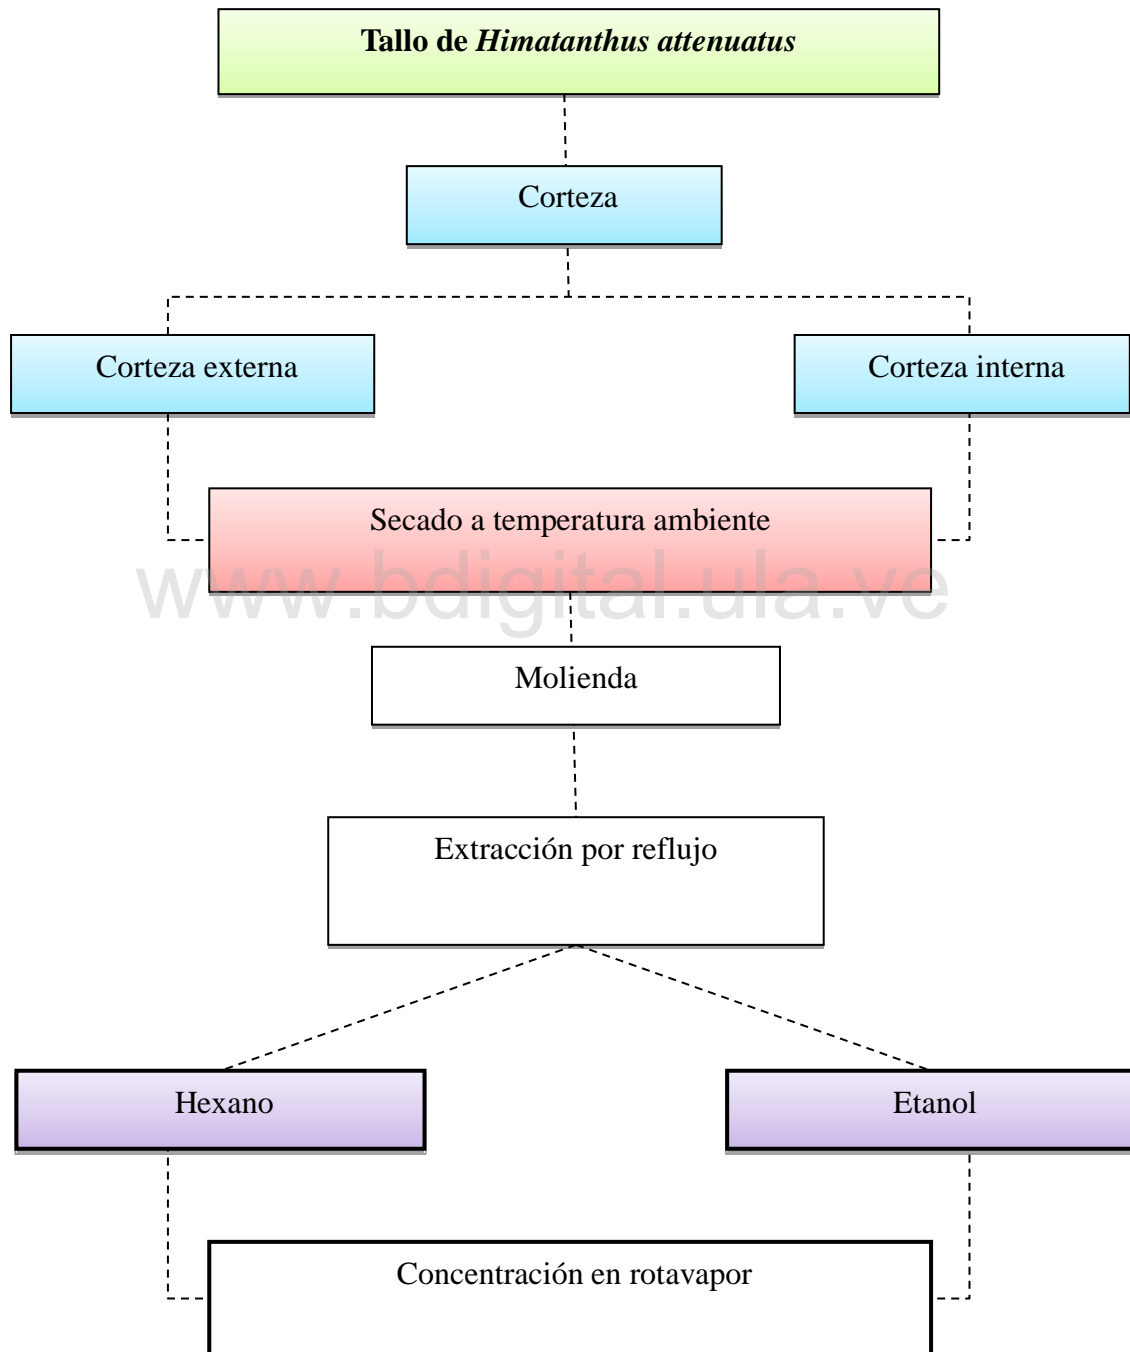 Tallo de Himatanthus attenuatus
Corteza
Corteza externa
Corteza interna
Secado a temperatura ambiente
www.bdigital.ula.ve
Molienda
Extracción por reflujo
Hexano
Etanol
Concentración en rotavapor